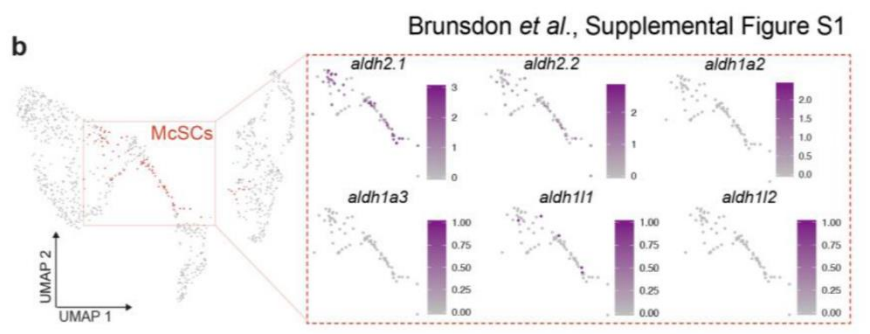 Brunsdon et al., Supplemental Figure S1
b
McSCs
UMAP 2
UMAP 1
aldh2.1
3
2
1
0
aldh2.2
2
1
0
aldh1a2
2.0
1.5
1.0
0.5
0.0
aldh1a3
1.00
0.75
0.50
0.25
0.00
aldh1l1
1.00
0.75
0.50
0.25
0.00
aldh1l2
1.00
0.75
0.50
0.25
0.00